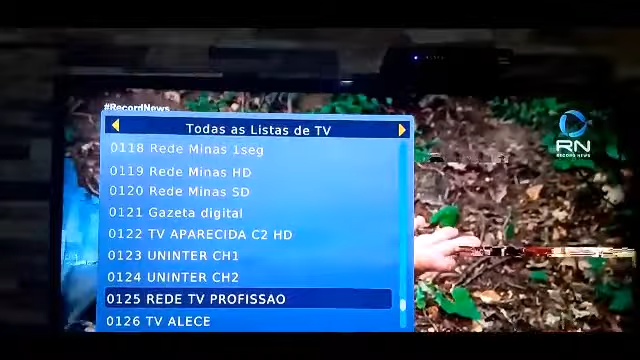 #RecordNews
Todas as Listas de TV
0118 Rede Minas 1seg
0119 Rede Minas HD
0120 Rede Minas SD
0121 Gazeta digital
0122 TV APARECIDA C2 HD
0123 UNINTER CH1
0124 UNINTER CH2
0125 REDE TV PROFISSAO
0126 TV ALECE
RN
RECORD NEWS